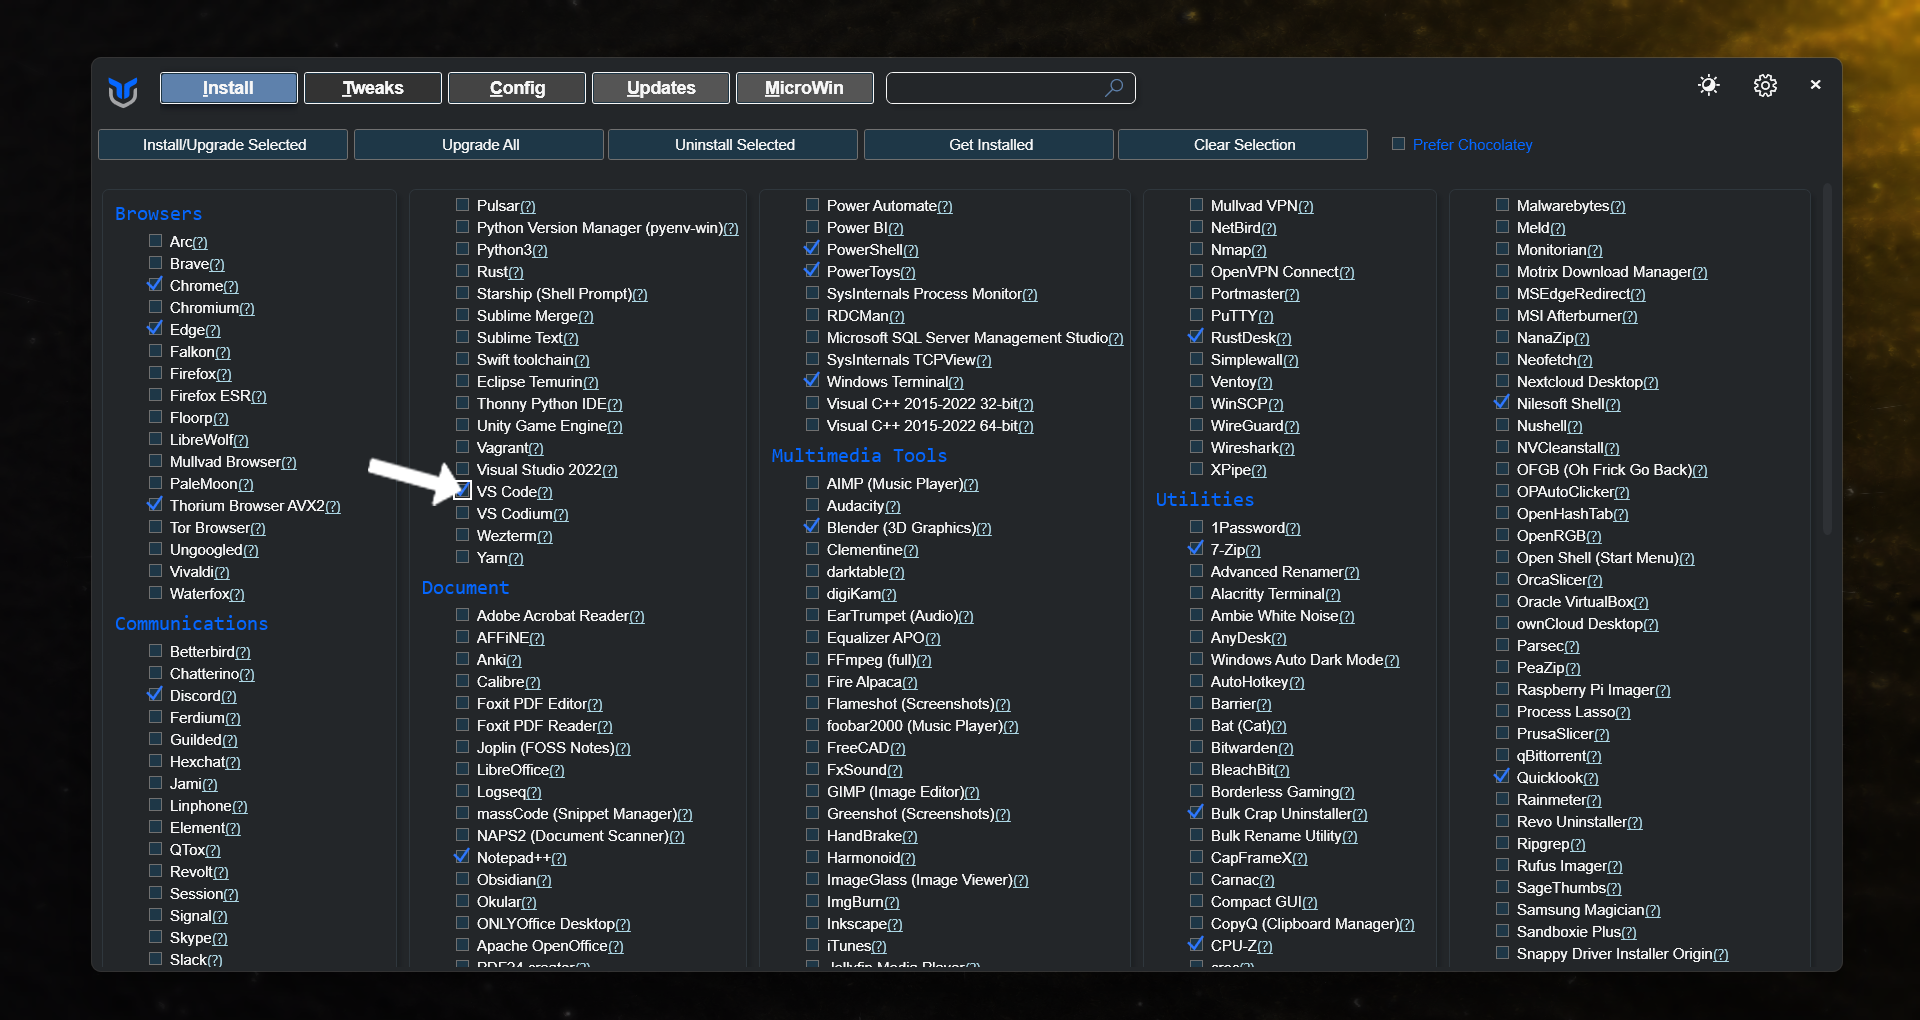 Install
Tweaks
Config
Updates
MicroWin
Install/Upgrade Selected
Upgrade All
Uninstall Selected
Get Installed
Clear Selection
Prefer Chocolatey
Browsers
Arc(?)
Brave(?)
Chrome(?)
Chromium(?)
Edge(?)
Falkon(?)
Firefox(?)
Firefox ESR(?)
Floorp(?)
LibreWolf(?)
Mullvad Browser(?)
PaleMoon(?)
Thorium Browser AVX2(?)
Tor Browser(?)
Ungoogled(?)
Vivaldi(?)
Waterfox(?)
Communications
Betterbird(?)
Chatterino(?)
Discord(?)
Ferdium(?)
Guilded(?)
Hexchat(?)
Jami(?)
Linphone(?)
Element(?)
QTox(?)
Revolt(?)
Session(?)
Signal(?)
Skype(?)
Slack(?)
Pulsar(?)
Python Version Manager (pyenv-win)(?)
Python3(?)
Rust(?)
Starship (Shell Prompt)(?)
Sublime Merge(?)
Sublime Text(?)
Swift toolchain(?)
Eclipse Temurin(?)
Thonny Python IDE(?)
Unity Game Engine(?)
Vagrant(?)
Visual Studio 2022(?)
VS Code(?)
VS Codium(?)
Wezterm(?)
Yarn(?)
Document
Adobe Acrobat Reader(?)
AFFiNE(?)
Anki(?)
Calibre(?)
Foxit PDF Editor(?)
Foxit PDF Reader(?)
Joplin (FOSS Notes)(?)
LibreOffice(?)
Logseq(?)
massCode (Snippet Manager)(?)
NAPS2 (Document Scanner)(?)
Notepad++(?)
Obsidian(?)
Okular(?)
ONLYOffice Desktop(?)
Apache OpenOffice(?)
PDF24 creator(?)
Power Automate(?)
Power BI(?)
PowerShell(?)
PowerToys(?)
SysInternals Process Monitor(?)
RDCMan(?)
Microsoft SQL Server Management Studio(?)
SysInternals TCPView(?)
Windows Terminal(?)
Visual C++ 2015-2022 32-bit(?)
Visual C++ 2015-2022 64-bit(?)
Multimedia Tools
AIMP (Music Player)(?)
Audacity(?)
Blender (3D Graphics)(?)
Clementine(?)
darktable(?)
digiKam(?)
EarTrumpet (Audio)(?)
Equalizer APO(?)
FFmpeg (full)(?)
Fire Alpaca(?)
Flameshot (Screenshots)(?)
foobar2000 (Music Player)(?)
FreeCAD(?)
FxSound(?)
GIMP (Image Editor)(?)
Greenshot (Screenshots)(?)
HandBrake(?)
Harmonoid(?)
ImageGlass (Image Viewer)(?)
ImgBurn(?)
Inkscape(?)
iTunes(?)
Jellyfin Media Player(?)
Mullvad VPN(?)
NetBird(?)
Nmap(?)
OpenVPN Connect(?)
Portmaster(?)
PuTTY(?)
RustDesk(?)
Simplewall(?)
Ventoy(?)
WinSCP(?)
WireGuard(?)
Wireshark(?)
XPipe(?)
Utilities
1Password(?)
7-Zip(?)
Advanced Renamer(?)
Alacritty Terminal(?)
Ambie White Noise(?)
AnyDesk(?)
Windows Auto Dark Mode(?)
AutoHotkey(?)
Barrier(?)
Bat (Cat)(?)
Bitwarden(?)
BleachBit(?)
Borderless Gaming(?)
Bulk Crap Uninstaller(?)
Bulk Rename Utility(?)
CapFrameX(?)
Carnac(?)
Compact GUI(?)
CopyQ (Clipboard Manager)(?)
CPU-Z(?)
Malwarebytes(?)
Meld(?)
Monitorian(?)
Motrix Download Manager(?)
MSEdgeRedirect(?)
MSI Afterburner(?)
NanaZip(?)
Neofetch(?)
Nextcloud Desktop(?)
Nilesoft Shell(?)
Nushell(?)
NVCleanstall(?)
OFGB (Oh Frick Go Back)(?)
OPAutoClicker(?)
OpenHashTab(?)
OpenRGB(?)
Open Shell (Start Menu)(?)
OrcaSlicer(?)
Oracle VirtualBox(?)
ownCloud Desktop(?)
Parsec(?)
PeaZip(?)
Raspberry Pi Imager(?)
Process Lasso(?)
PrusaSlicer(?)
qBittorrent(?)
Quicklook(?)
Rainmeter(?)
Revo Uninstaller(?)
Ripgrep(?)
Rufus Imager(?)
SageThumbs(?)
Samsung Magician(?)
Sandboxie Plus(?)
Snappy Driver Installer Origin(?)